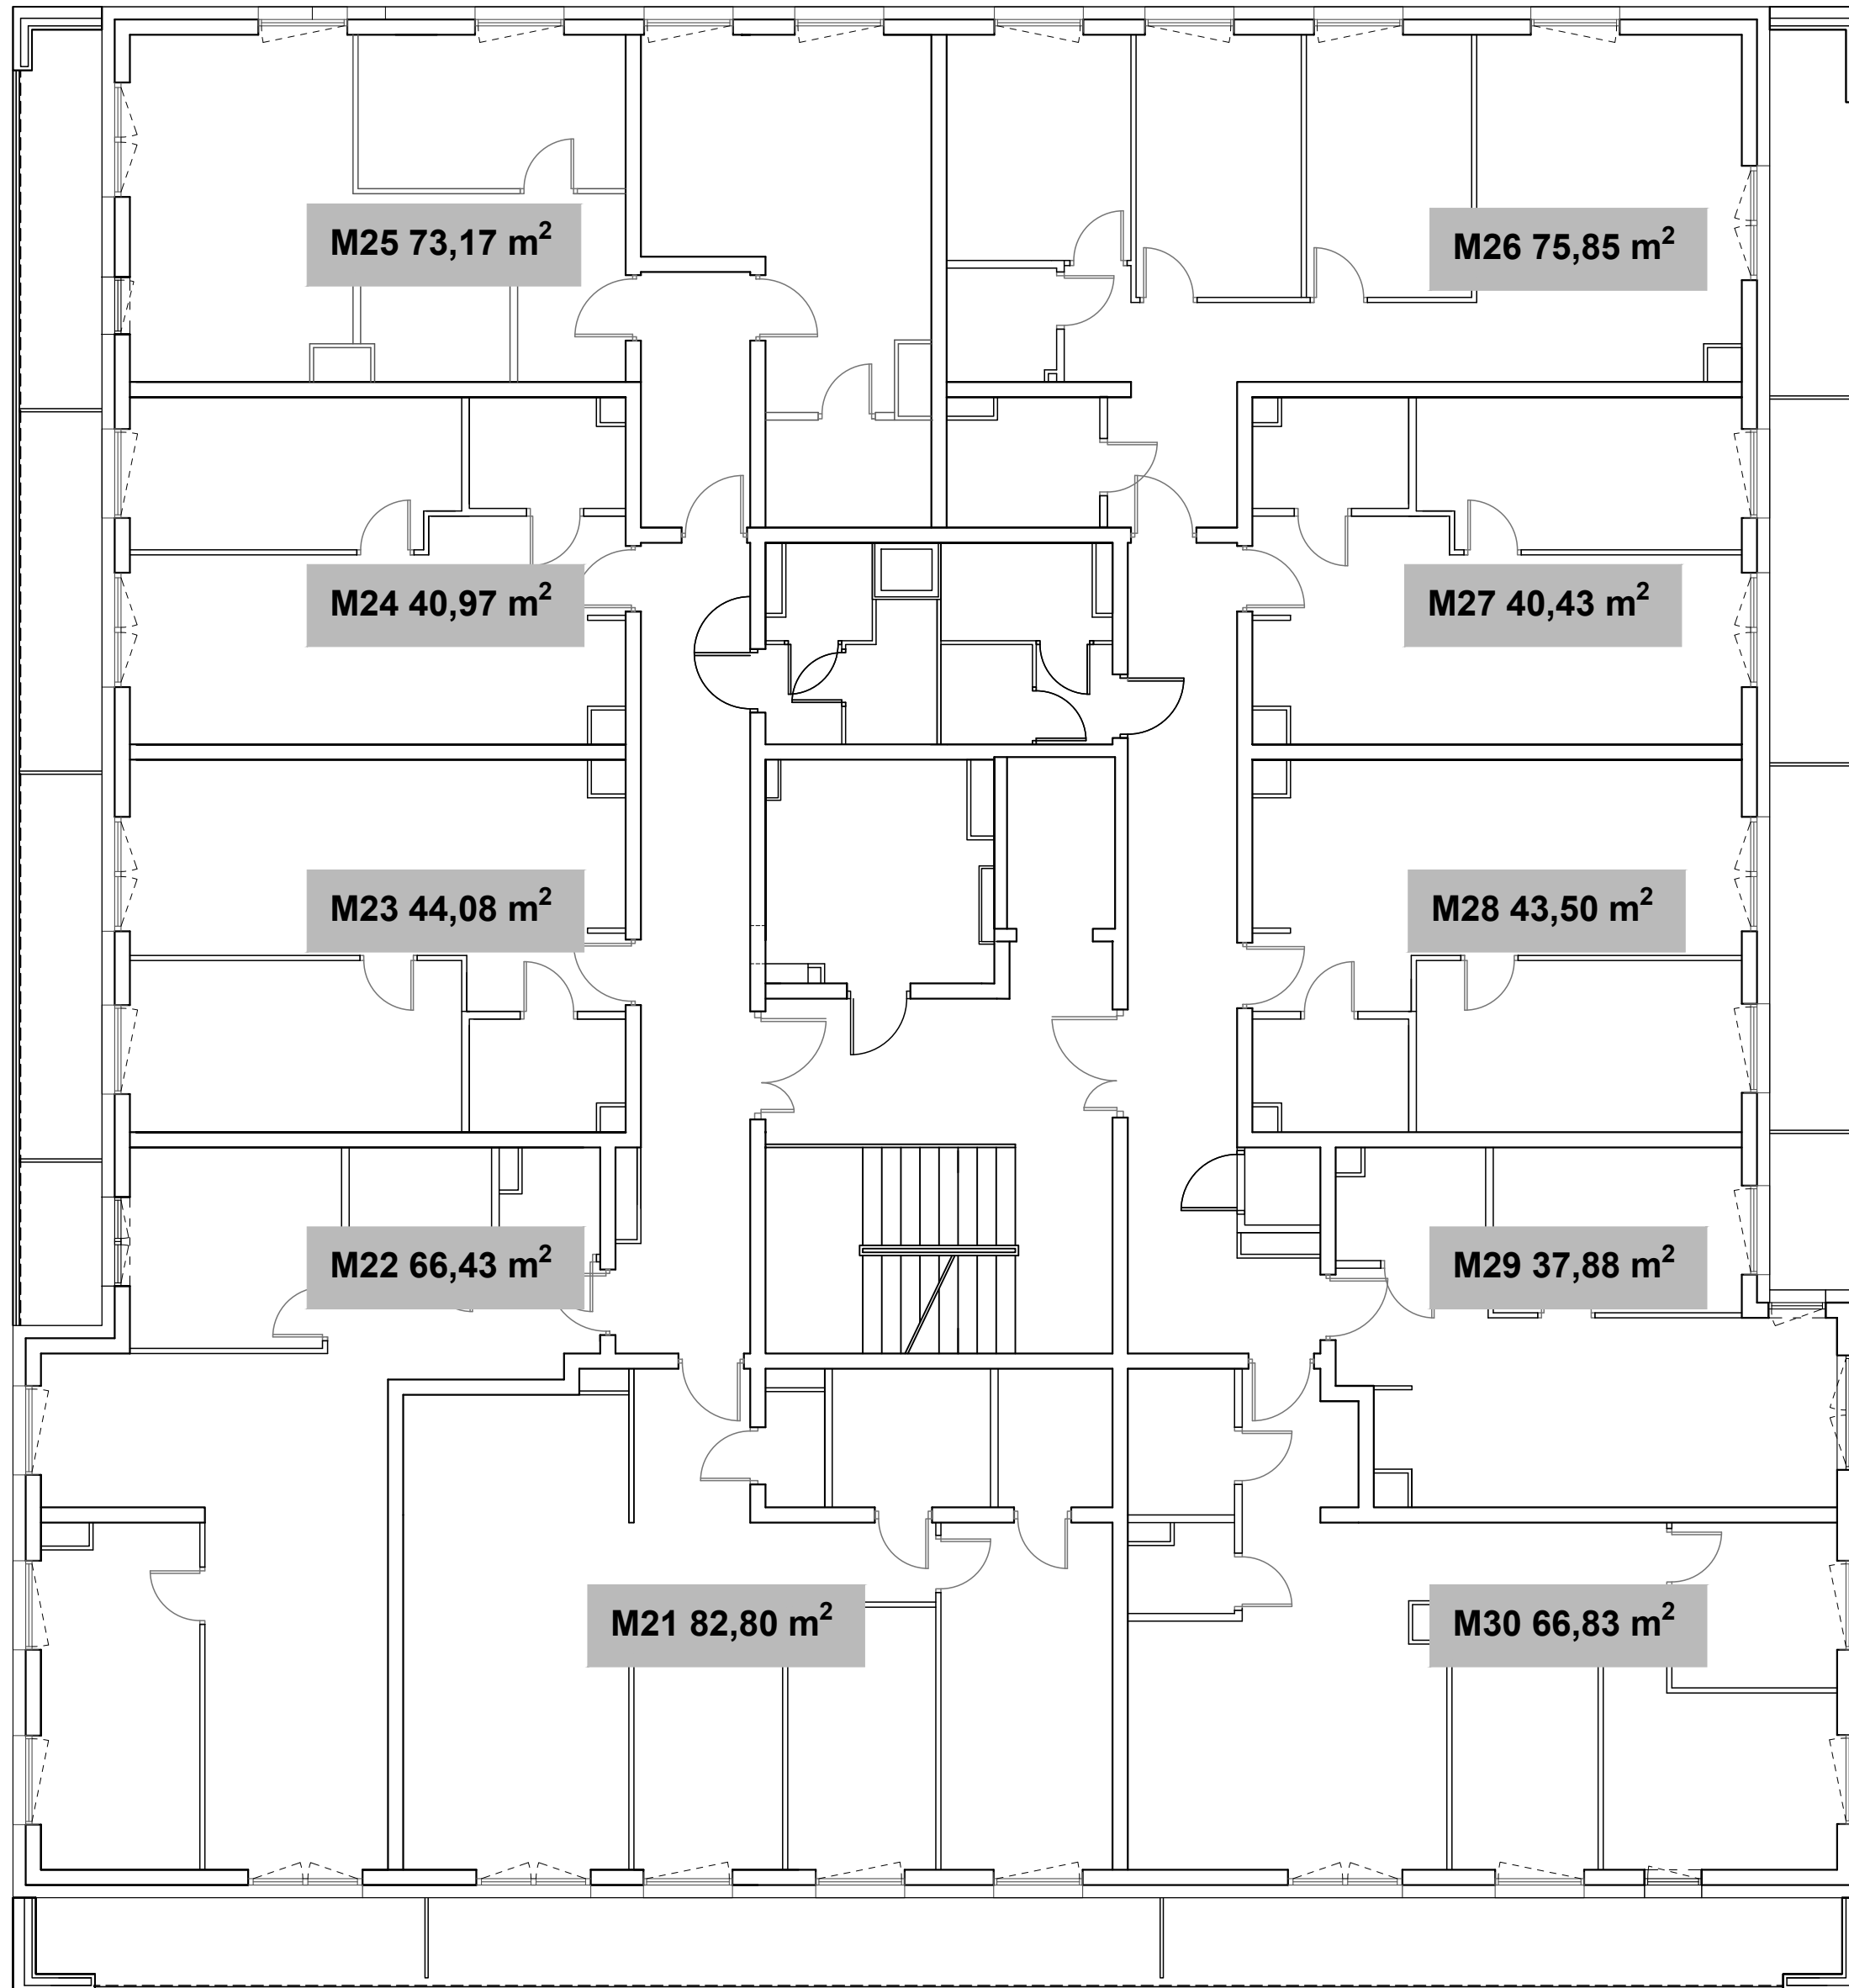 M25 73,17 m²
M26 75,85 m²
M24 40,97 m²
M27 40,43 m²
M23 44,08 m²
M28 43,50 m²
M22 66,43 m²
M29 37,88 m²
M21 82,80 m²
M30 66,83 m²